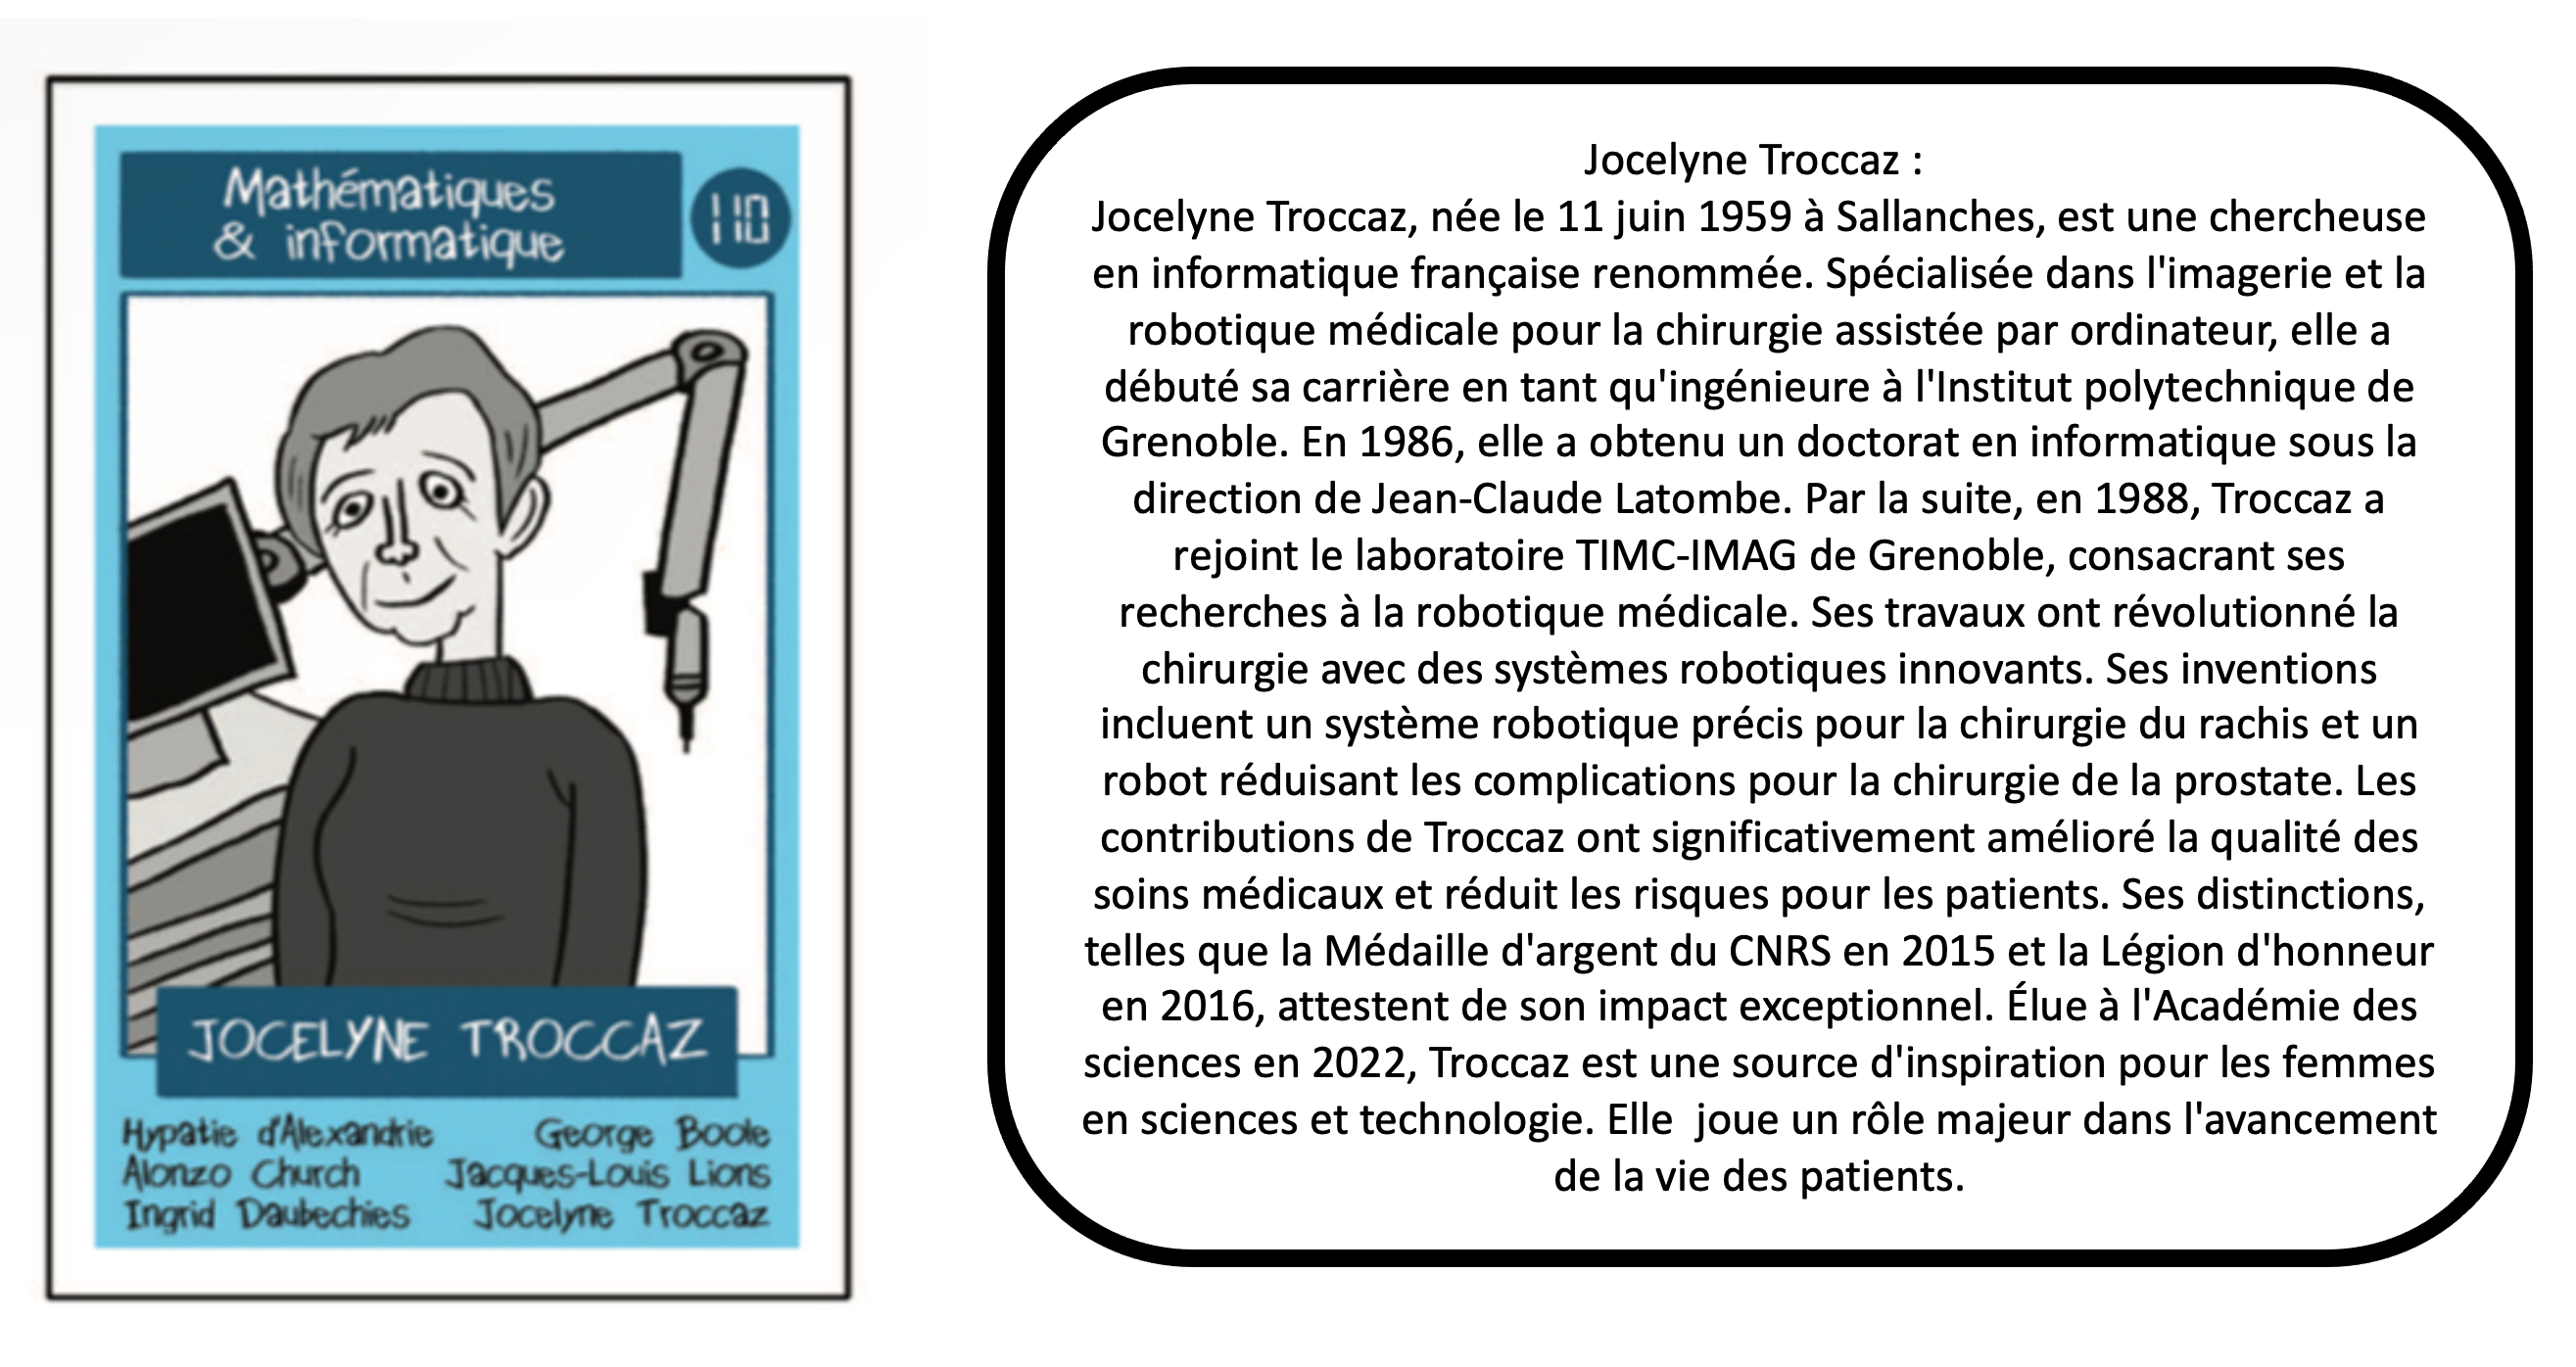 Mathématiques
& informatique
110
JOCELYNE TROCCAZ
Hypatie d'Alexandrie
George Boole
Alonzo Church
Jacques-Louis Lions
Ingrid Daubechies
Jocelyne Troccaz
Jocelyne Troccaz :
Jocelyne Troccaz, née le 11 juin 1959 à Sallanches, est une chercheuse
en informatique française renommée. Spécialisée dans l'imagerie et la
robotique médicale pour la chirurgie assistée par ordinateur, elle a
débuté sa carrière en tant qu'ingénieure à l'Institut polytechnique de
Grenoble. En 1986, elle a obtenu un doctorat en informatique sous la
direction de Jean-Claude Latombe. Par la suite, en 1988, Troccaz a
rejoint le laboratoire TIMC-IMAG de Grenoble, consacrant ses
recherches à la robotique médicale. Ses travaux ont révolutionné la
chirurgie avec des systèmes robotiques innovants. Ses inventions
incluent un système robotique précis pour la chirurgie du rachis et un
robot réduisant les complications pour la chirurgie de la prostate. Les
contributions de Troccaz ont significativement amélioré la qualité des
soins médicaux et réduit les risques pour les patients. Ses distinctions,
telles que la Médaille d'argent du CNRS en 2015 et la Légion d'honneur
en 2016, attestent de son impact exceptionnel. Élue à l'Académie des
sciences en 2022, Troccaz est une source d'inspiration pour les femmes
en sciences et technologie. Elle  joue un rôle majeur dans l'avancement
de la vie des patients.